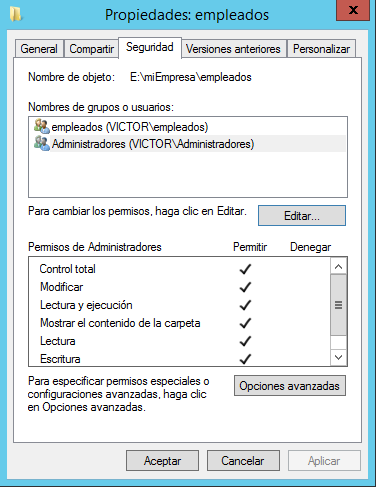 Propiedades: empleados
General Compartir Seguridad Versiones anteriores Personalizar
Nombre de objeto: E:\miEmpresa\empleados
Nombres de grupos o usuarios:
empleados (VICTOR\empleados)
Administradores (VICTOR\Administradores)
Para cambiar los permisos, haga clic en Editar.
Editar...
Permisos de Administradores Permitir Denegar
Control total
Modificar
Lectura y ejecución
Mostrar el contenido de la carpeta
Lectura
Escritura
Para especificar permisos especiales o
configuraciones avanzadas, haga clic
en Opciones avanzadas.
Opciones avanzadas
Aceptar Cancelar Aplicar